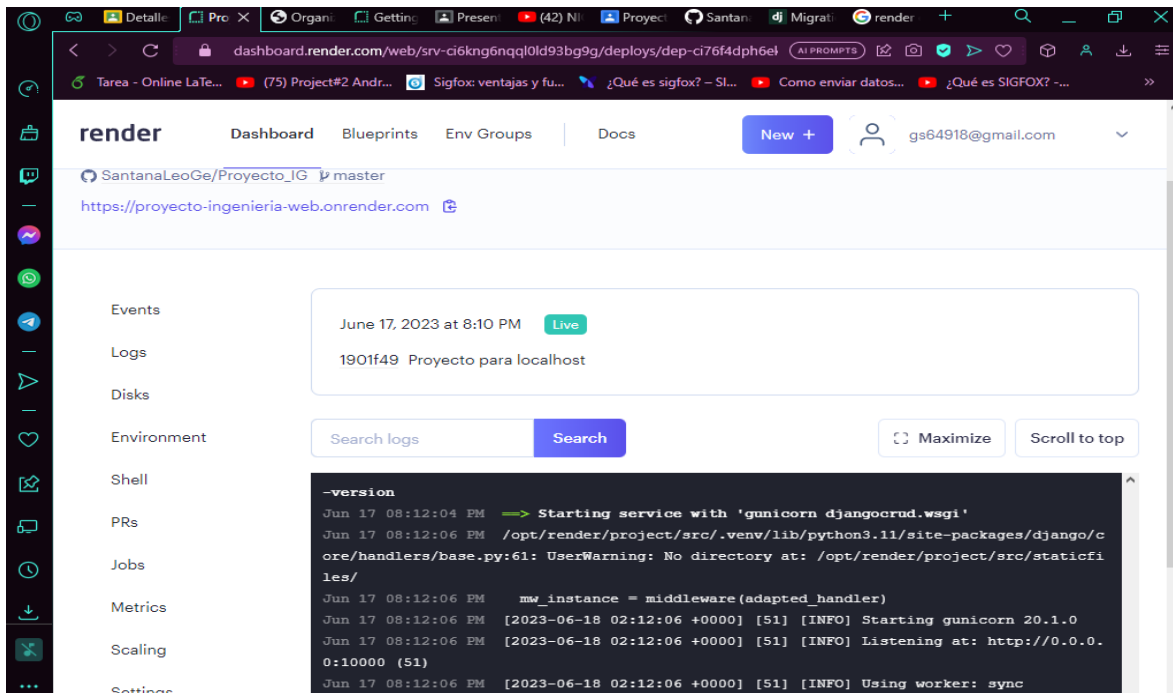 Detalle
Pro
Organi
Getting
Presen
(42) NI
Proyect
Santan
dj Migrati
render
dashboard.render.com/web/srv-ci6kng6nqql0ld93bg9g/deploys/dep-ci76f4dph6el
AI PROMPTS
Tarea - Online LaTe...
(75) Project#2 Andr...
Sigfox: ventajas y fu...
¿Qué es sigfox? – SI...
Como enviar datos...
¿Qué es SIGFOX? -...
»
render
Dashboard
Blueprints
Env Groups
Docs
New +
gs64918@gmail.com
SantanaLeoGe/Proyecto_IG master
https://proyecto-ingenieria-web.onrender.com
Events
Logs
Disks
Environment
Shell
PRs
Jobs
Metrics
Scaling
Settings
June 17, 2023 at 8:10 PM Live
1901f49 Proyecto para localhost
Search logs
Search
Maximize
Scroll to top
-version
Jun 17 08:12:04 PM ==> Starting service with 'gunicorn djangocrud.wsgi'
Jun 17 08:12:06 PM /opt/render/project/src/.venv/lib/python3.11/site-packages/django/c
ore/handlers/base.py:61: UserWarning: No directory at: /opt/render/project/src/staticfi
les/
Jun 17 08:12:06 PM mw_instance = middleware(adapted_handler)
Jun 17 08:12:06 PM [2023-06-18 02:12:06 +0000] [51] [INFO] Starting gunicorn 20.1.0
Jun 17 08:12:06 PM [2023-06-18 02:12:06 +0000] [51] [INFO] Listening at: http://0.0.0.
0:10000 (51)
Jun 17 08:12:06 PM [2023-06-18 02:12:06 +0000] [51] [INFO] Using worker: sync